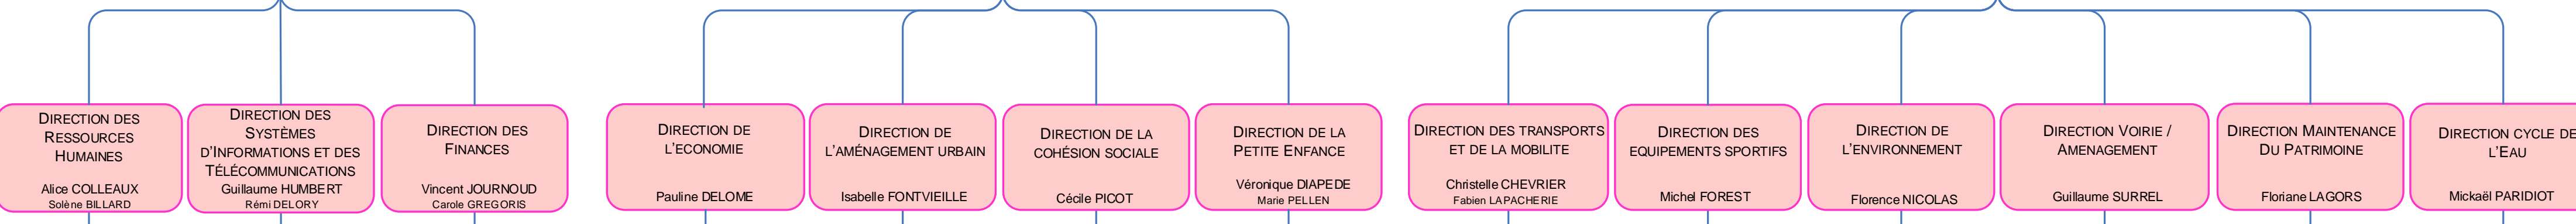 DIRECTION DES
RESSOURCES
HUMAINES
Alice COLLEAUX
Solène BILLARD
DIRECTION DES
SYSTÈMES
D'INFORMATIONS ET DES
TÉLÉCOMMUNICATIONS
Guillaume HUMBERT
Rémi DELORY
DIRECTION DES
FINANCES
Vincent JOURNOUD
Carole GREGORIS
DIRECTION DE
L'ECONOMIE
Pauline DELOME
DIRECTION DE
L'AMÉNAGEMENT URBAIN
Isabelle FONTVIEILLE
DIRECTION DE LA
COHÉSION SOCIALE
Cécile PICOT
DIRECTION DE LA
PETITE ENFANCE
Véronique DIAPEDE
Marie PELLEN
DIRECTION DES TRANSPORTS
ET DE LA MOBILITE
Christelle CHEVRIER
Fabien LAPACHERIE
DIRECTION DES
EQUIPEMENTS SPORTIFS
Michel FOREST
DIRECTION DE
L'ENVIRONNEMENT
Florence NICOLAS
DIRECTION VOIRIE /
AMENAGEMENT
Guillaume SURREL
DIRECTION MAINTENANCE
DU PATRIMOINE
Floriane LAGORS
DIRECTION CYCLE DE
L'EAU
Mickaël PARIDIOT